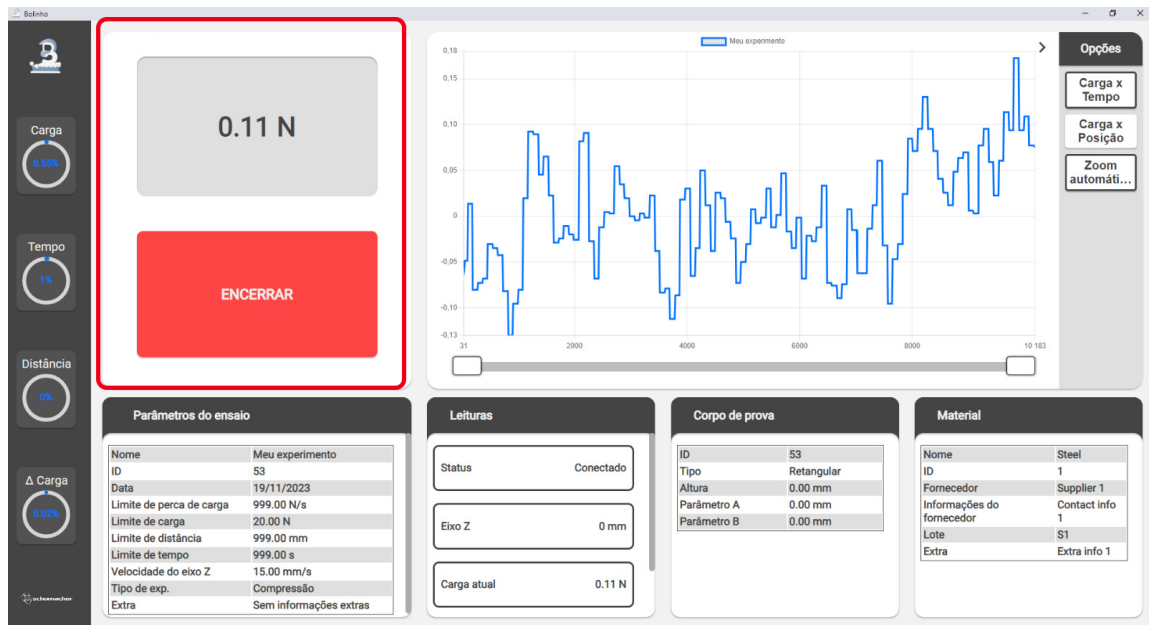 Bolinho
Carga
0.55%
Tempo
1%
Distância
0%
Δ Carga
0.02%
schumacher
0.11 N
ENCERRAR
Meu experimento
0,18
0,15
0,10
0,05
0
-0,05
-0,10
-0,13
31
2000
4000
6000
8000
10 183
Opções
Carga x
Tempo
Carga x
Posição
Zoom
automáti...
Parâmetros do ensaio
Nome Meu experimento
ID 53
Data 19/11/2023
Limite de perca de carga 999.00 N/s
Limite de carga 20.00 N
Limite de distância 999.00 mm
Limite de tempo 999.00 s
Velocidade do eixo Z 15.00 mm/s
Tipo de exp. Compressão
Extra Sem informações extras
Leituras
Status Conectado
Eixo Z 0 mm
Carga atual 0.11 N
Corpo de prova
ID 53
Tipo Retangular
Altura 0.00 mm
Parâmetro A 0.00 mm
Parâmetro B 0.00 mm
Material
Nome Steel
ID 1
Fornecedor Supplier 1
Informações do Contact info
fornecedor 1
Lote S1
Extra Extra info 1